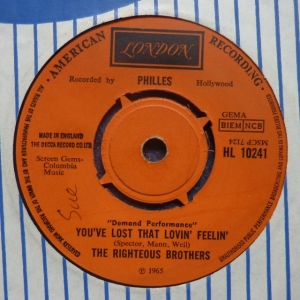 AMERICAN
LONDON
RECORDING
Recorded by
PHILLES
Hollywood
MADE IN ENGLAND
THE DECCA RECORD CO LTD
Screen Gems-
Columbia
Music
Sue
GEMA
BIEM NCB
HL 10241
"Demand Performance"
YOU'VE LOST THAT LOVIN' FEELIN'
(Spector, Mann, Weil)
THE RIGHTEOUS BROTHERS
℗ 1965